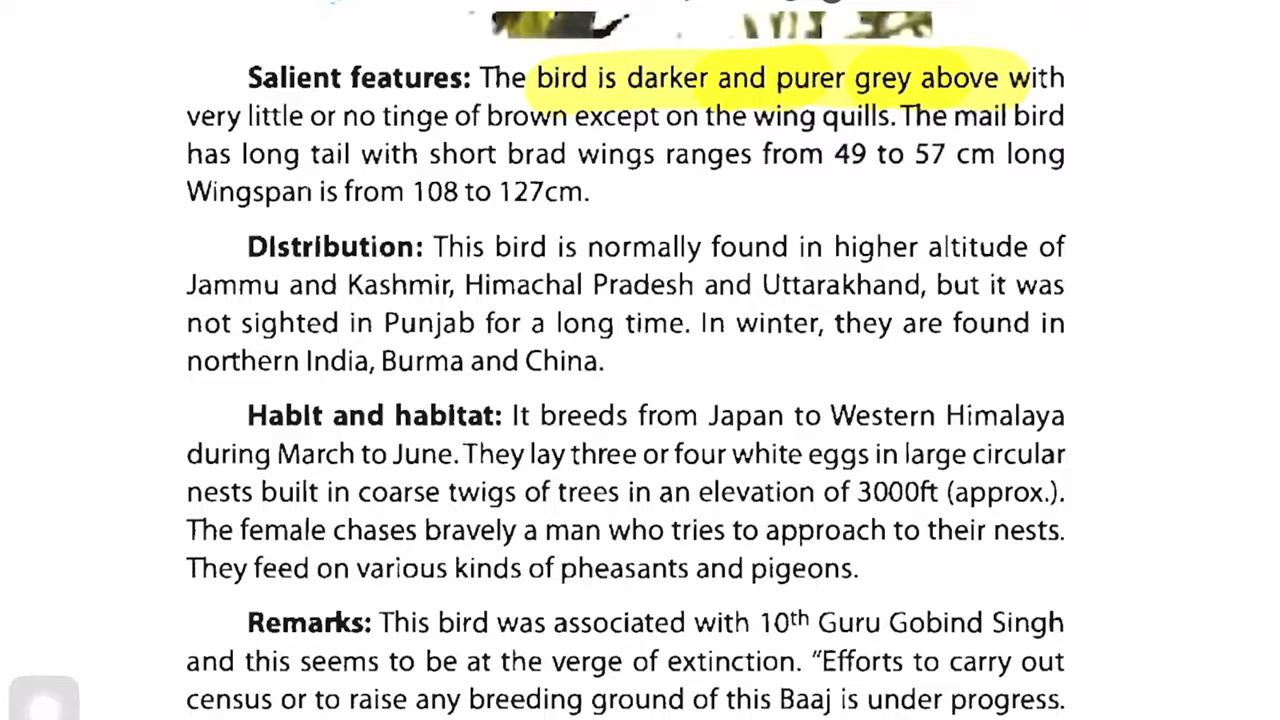 Salient features: The bird is darker and purer grey above with
very little or no tinge of brown except on the wing quills. The mail bird
has long tail with short brad wings ranges from 49 to 57 cm long
Wingspan is from 108 to 127cm.
Distribution: This bird is normally found in higher altitude of
Jammu and Kashmir, Himachal Pradesh and Uttarakhand, but it was
not sighted in Punjab for a long time. In winter, they are found in
northern India, Burma and China.
Habit and habitat: It breeds from Japan to Western Himalaya
during March to June. They lay three or four white eggs in large circular
nests built in coarse twigs of trees in an elevation of 3000ft (approx.).
The female chases bravely a man who tries to approach to their nests.
They feed on various kinds of pheasants and pigeons.
Remarks: This bird was associated with 10th Guru Gobind Singh
and this seems to be at the verge of extinction. “Efforts to carry out
census or to raise any breeding ground of this Baaj is under progress.